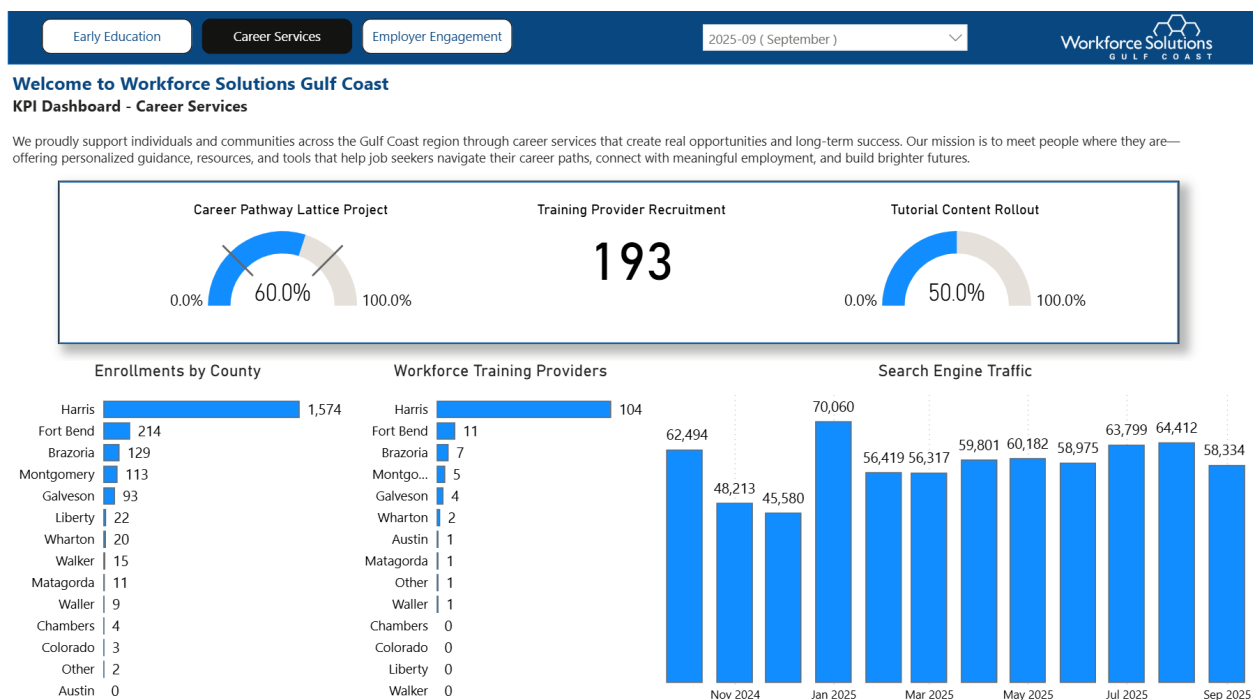 Early Education
Career Services
Employer Engagement
2025-09 ( September )
Workforce Solutions
GULF COAST
Welcome to Workforce Solutions Gulf Coast
KPI Dashboard - Career Services
We proudly support individuals and communities across the Gulf Coast region through career services that create real opportunities and long-term success. Our mission is to meet people where they are—
offering personalized guidance, resources, and tools that help job seekers navigate their career paths, connect with meaningful employment, and build brighter futures.
Career Pathway Lattice Project
0.0%
60.0%
100.0%
Training Provider Recruitment
193
Tutorial Content Rollout
0.0%
50.0%
100.0%
Enrollments by County
Harris 1,574
Fort Bend 214
Brazoria 129
Montgomery 113
Galveson 93
Liberty 22
Wharton 20
Walker 15
Matagorda 11
Waller 9
Chambers 4
Colorado 3
Other 2
Austin 0
Workforce Training Providers
Harris 104
Fort Bend 11
Brazoria 7
Montgo... 5
Galveson 4
Wharton 2
Austin 1
Matagorda 1
Other 1
Waller 1
Chambers 0
Colorado 0
Liberty 0
Walker 0
Search Engine Traffic
62,494
48,213
45,580
70,060
56,419
56,317
59,801
60,182
58,975
63,799
64,412
58,334
Nov 2024
Jan 2025
Mar 2025
May 2025
Jul 2025
Sep 2025